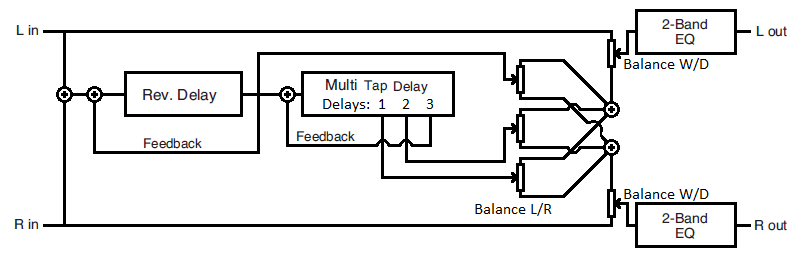 L in
2-Band
EQ
L out
Balance W/D
Rev. Delay
Multi Tap Delay
Delays: 1 2 3
Feedback
Feedback
Balance L/R
Balance W/D
R in
2-Band
EQ
R out